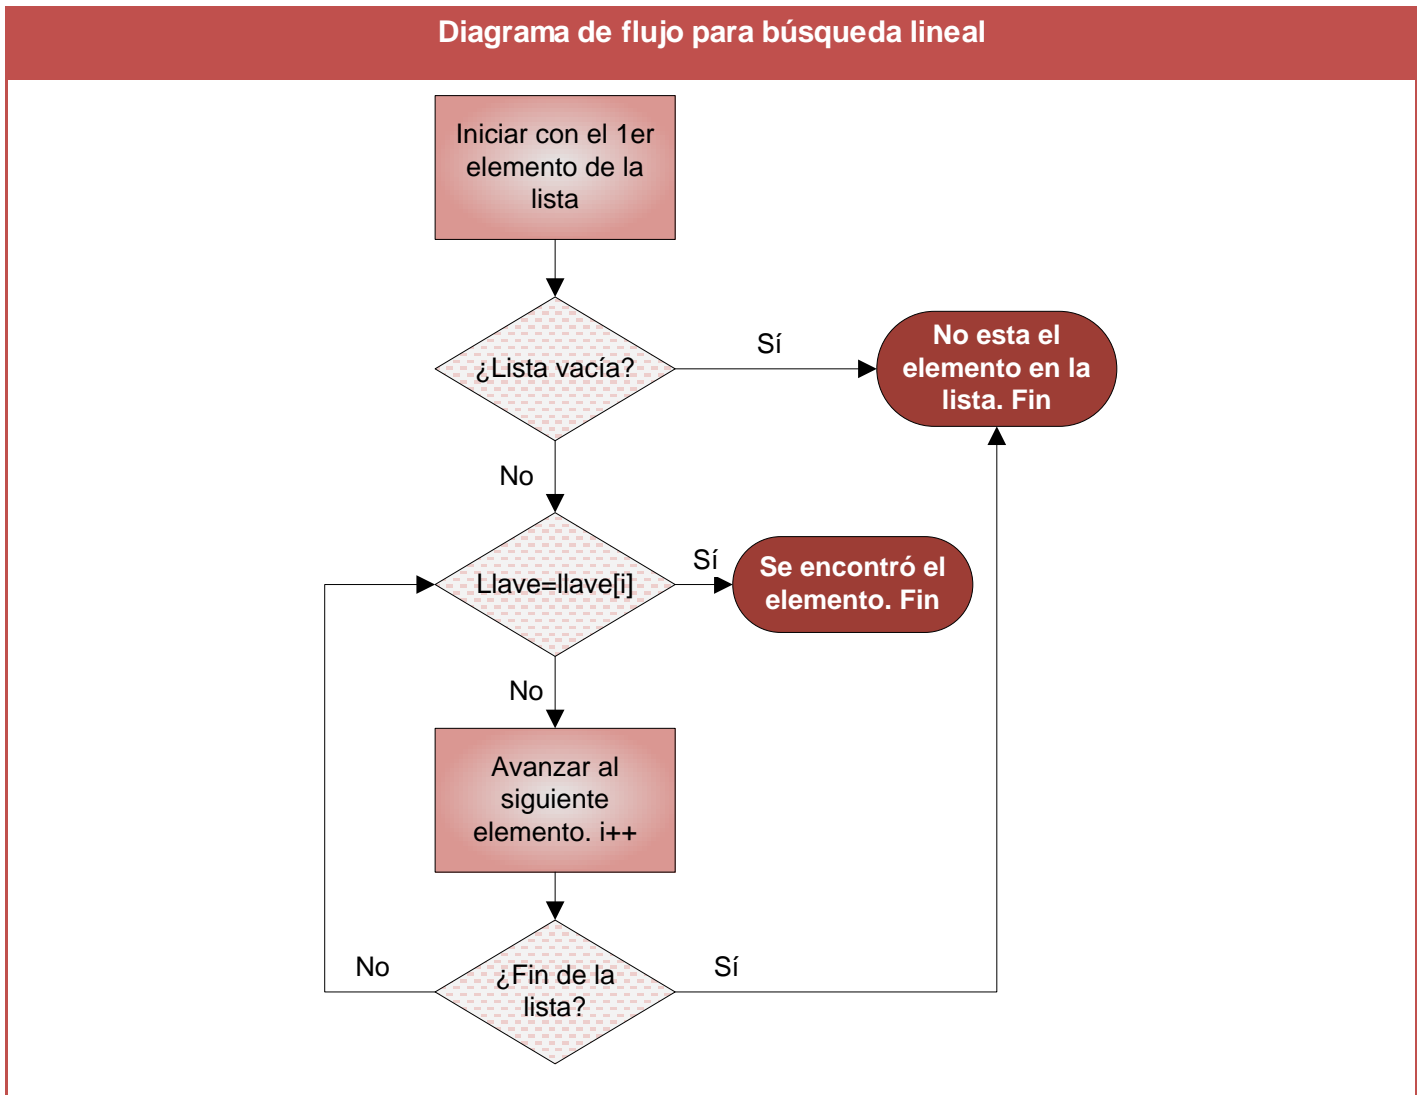 Diagrama de flujo para búsqueda lineal
Iniciar con el 1er
elemento de la
lista
¿Lista vacía?
Sí
No esta el
elemento en la
lista. Fin
No
Llave=llave[i]
Sí
Se encontró el
elemento. Fin
No
Avanzar al
siguiente
elemento. i++
¿Fin de la
lista?
No
Sí